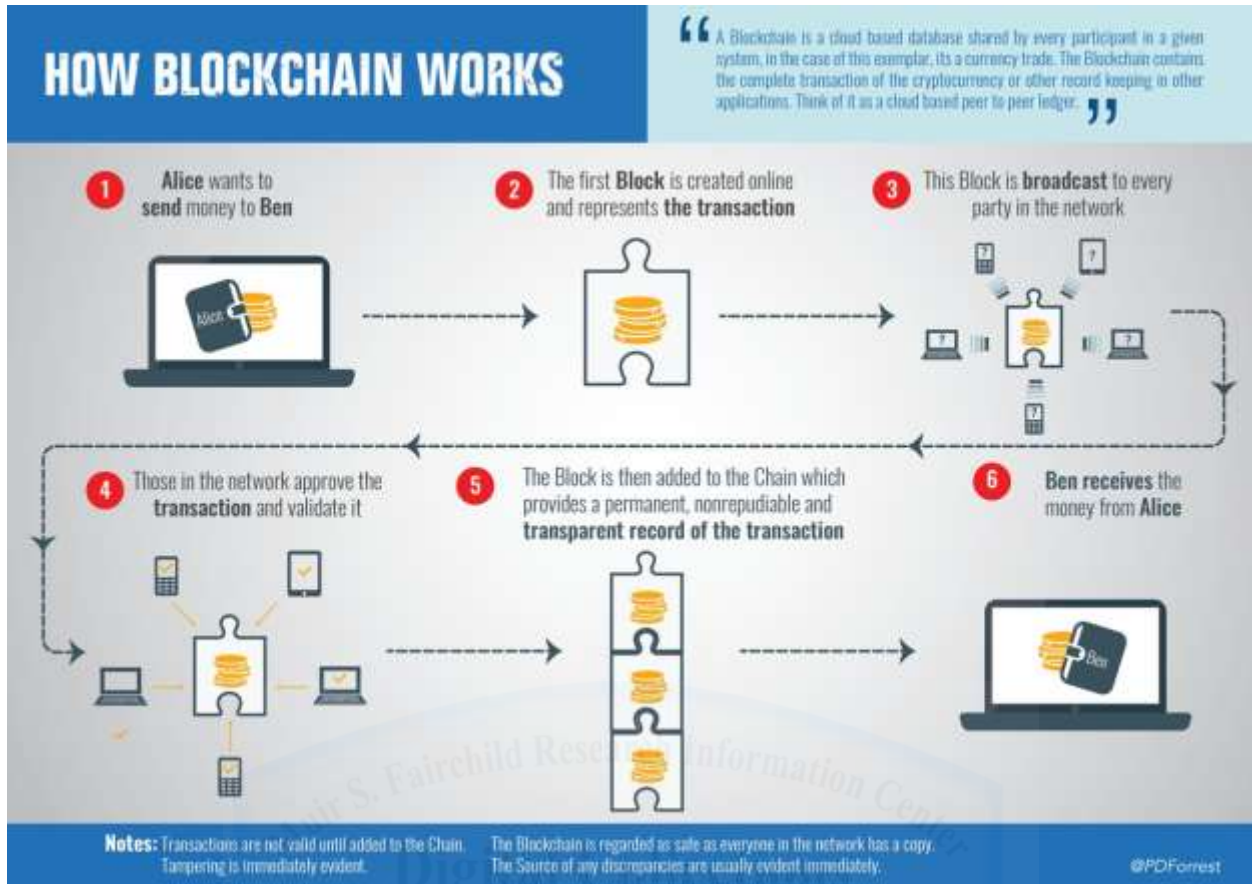 HOW BLOCKCHAIN WORKS
“ A Blockchain is a cloud based database shared by every participant in a given
system, in the case of this exemplar, its a currency trade. The Blockchain contains
the complete transaction of the cryptocurrency or other record keeping in other
applications. Think of it as a cloud based peer to peer ledger. ”
1
Alice wants to
send money to Ben
2
The first Block is created online
and represents the transaction
3
This Block is broadcast to every
party in the network
Alice
?
?
?
?
?
4
Those in the network approve the
transaction and validate it
5
The Block is then added to the Chain which
provides a permanent, nonrepudiable and
transparent record of the transaction
6
Ben receives the
money from Alice
Ben
Muir S. Fairchild Research Information Center
Notes: Transactions are not valid until added to the Chain.
Tampering is immediately evident.
The Blockchain is regarded as safe as everyone in the network has a copy.
The Source of any discrepancies are usually evident immediately.
@PDForrest